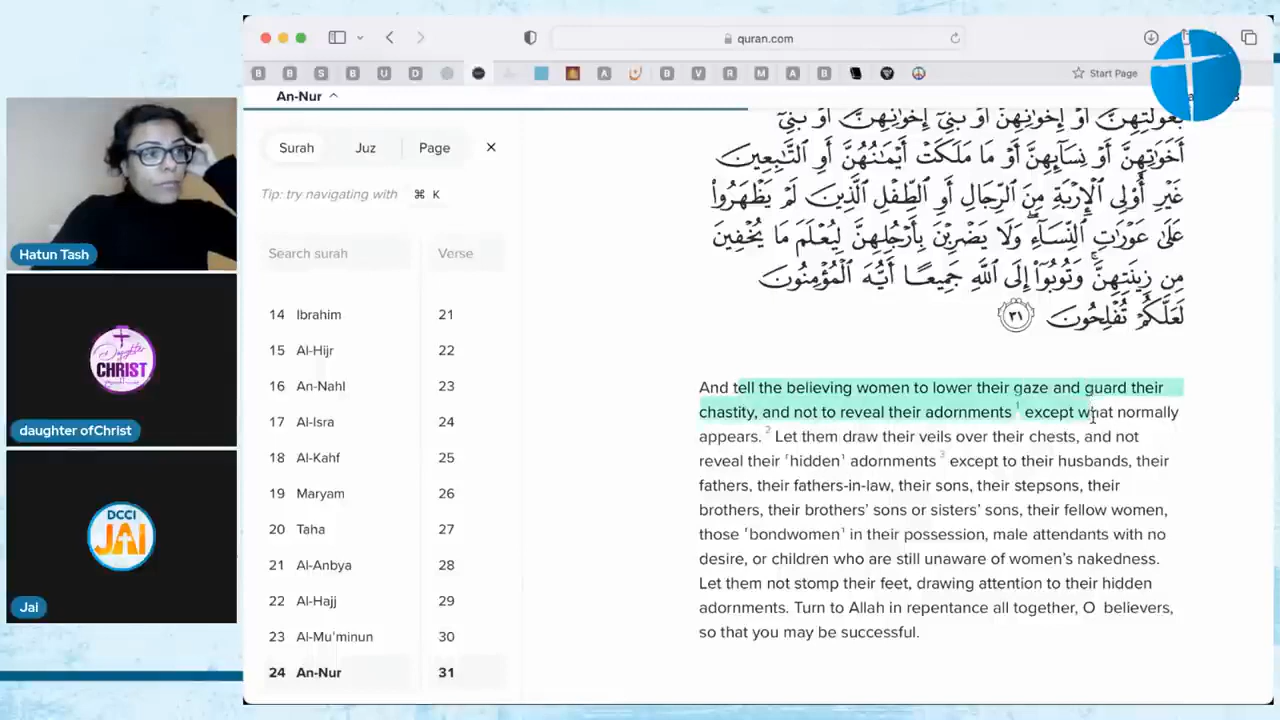 quran.com
B
B
S
B
U
D
A
B
V
R
M
A
B
Start Page
An-Nur
Surah
Juz
Page
Tip: try navigating with ⌘ K
Search surah
Verse
14 Ibrahim
21
15 Al-Hijr
22
16 An-Nahl
23
17 Al-Isra
24
18 Al-Kahf
25
19 Maryam
26
20 Taha
27
21 Al-Anbya
28
22 Al-Hajj
29
23 Al-Mu'minun
30
24 An-Nur
31
بُعُولَتِهِنَّ أَوْ إِخْوَٰنِهِنَّ أَوْ بَنِىٓ إِخْوَٰنِهِنَّ أَوْ بَنِىٓ
أَخَوَٰتِهِنَّ أَوْ نِسَآئِهِنَّ أَوْ مَا مَلَكَتْ أَيْمَـٰنُهُنَّ أَوِ ٱلتَّـٰبِعِينَ
غَيْرِ أُو۟لِى ٱلْإِرْبَةِ مِنَ ٱلرِّجَالِ أَوِ ٱلطِّفْلِ ٱلَّذِينَ لَمْ يَظْهَرُوا۟
عَلَىٰ عَوْرَٰتِ ٱلنِّسَآءِ ۖ وَلَا يَضْرِبْنَ بِأَرْجُلِهِنَّ لِيُعْلَمَ مَا يُخْفِينَ
مِن زِينَتِهِنَّ ۚ وَتُوبُوٓا۟ إِلَى ٱللَّهِ جَمِيعًا أَيُّهَ ٱلْمُؤْمِنُونَ
لَعَلَّكُمْ تُفْلِحُونَ ٣١
And tell the believing women to lower their gaze and guard their
chastity, and not to reveal their adornments 1 except what normally
appears. 2 Let them draw their veils over their chests, and not
reveal their ˹hidden˺ adornments 3 except to their husbands, their
fathers, their fathers-in-law, their sons, their stepsons, their
brothers, their brothers’ sons or sisters’ sons, their fellow women,
those ˹bondwomen˺ in their possession, male attendants with no
desire, or children who are still unaware of women’s nakedness.
Let them not stomp their feet, drawing attention to their hidden
adornments. Turn to Allah in repentance all together, O believers,
so that you may be successful.
Hatun Tash
Daughter
of
CHRIST
daughter ofChrist
DCCI
JAI
Jai